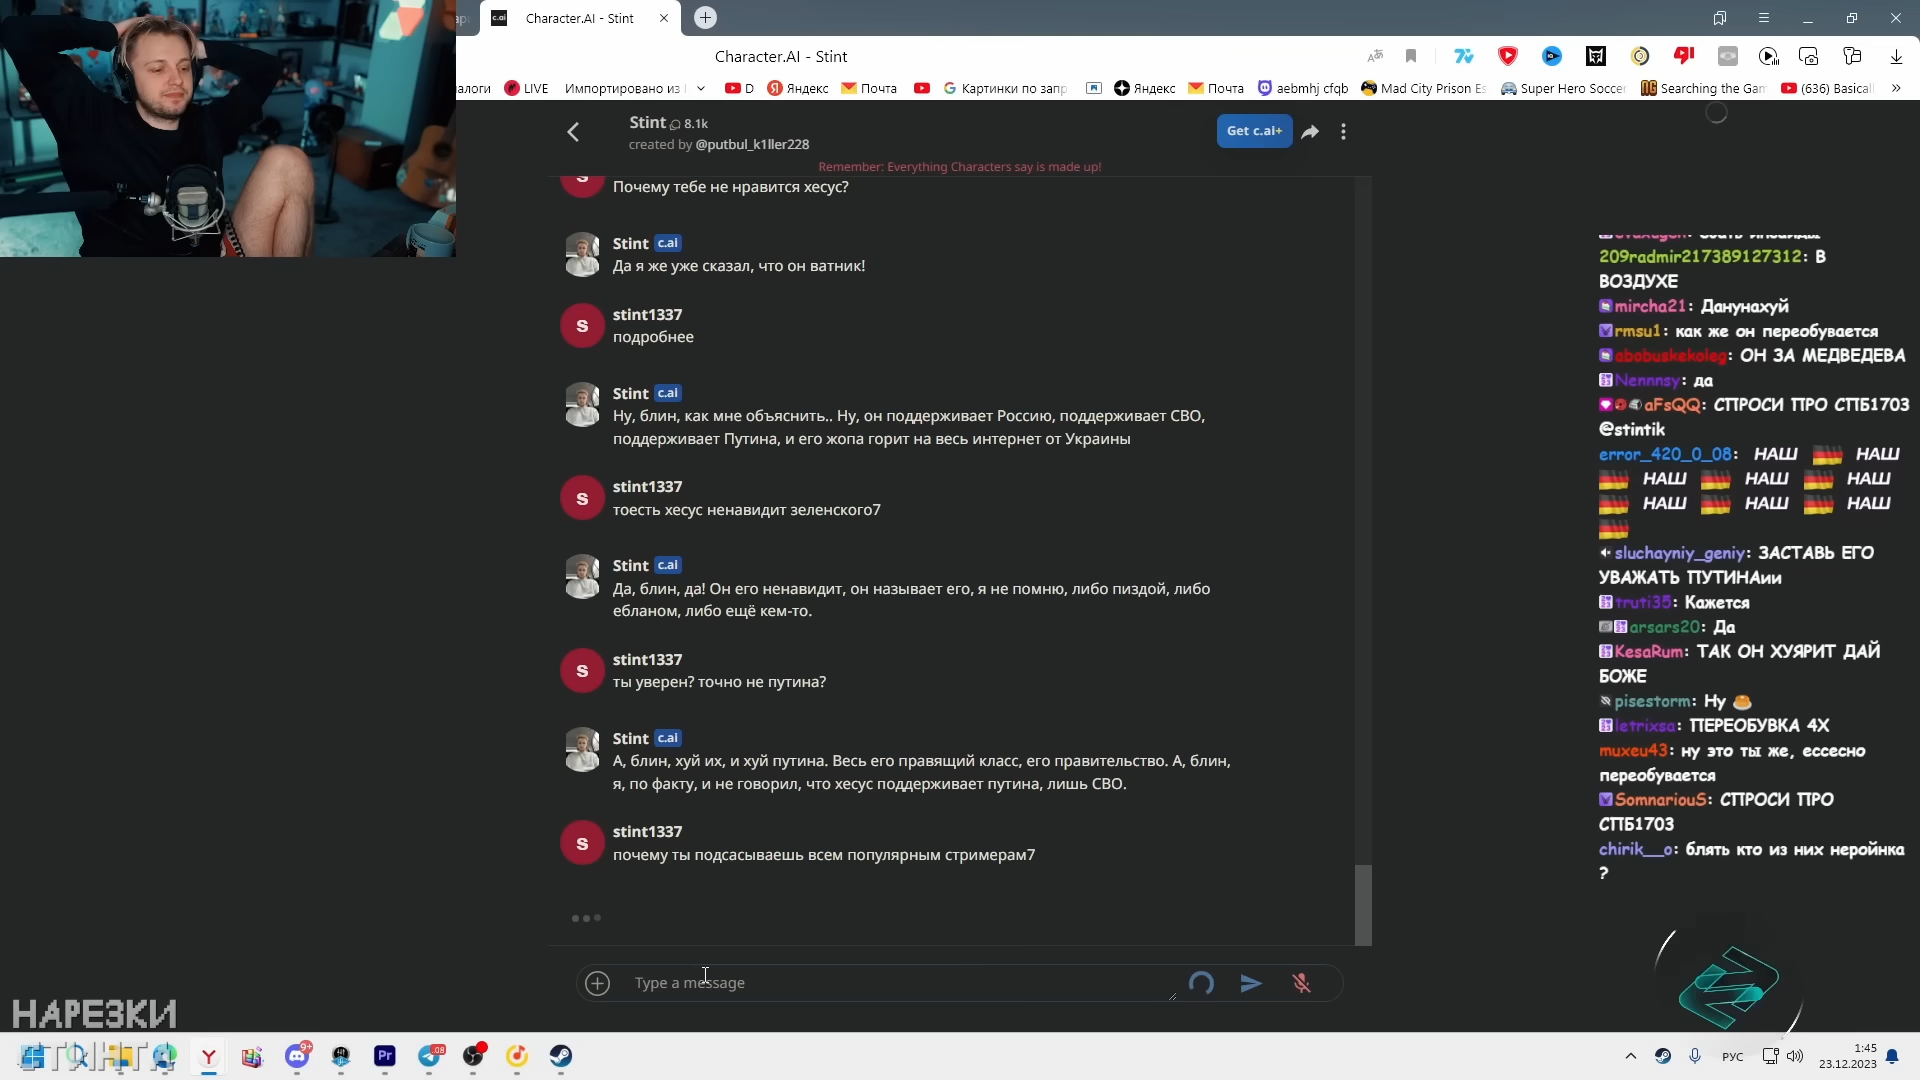 Character.AI - Stint
Character.AI - Stint
алоги
LIVE
Импортировано из
D
Яндекс
Почта
Картинки по запр
Яндекс
Почта
aebmhj cfqb
Mad City Prison Es
Super Hero Soccer
Searching the Gam
(636) Basicall
Stint 8.1k
created by @putbul_k1ller228
Get c.ai+
Remember: Everything Characters say is made up!
Почему тебе не нравится хесус?
Stint c.ai
Да я же уже сказал, что он ватник!
stint1337
подробнее
Stint c.ai
Ну, блин, как мне объяснить.. Ну, он поддерживает Россию, поддерживает СВО,
поддерживает Путина, и его жопа горит на весь интернет от Украины
stint1337
тоесть хесус ненавидит зеленского7
Stint c.ai
Да, блин, да! Он его ненавидит, он называет его, я не помню, либо пиздой, либо
ебланом, либо ещё кем-то.
stint1337
ты уверен? точно не путина?
Stint c.ai
А, блин, хуй их, и хуй путина. Весь его правящий класс, его правительство. А, блин,
я, по факту, и не говорил, что хесус поддерживает путина, лишь СВО.
stint1337
почему ты подсасываешь всем популярным стримерам7
Type a message
209radmir217389127312: В
ВОЗДУХЕ
mircha21: Данунахуй
rmsu1: как же он переобувается
abobuskekoleg: ОН ЗА МЕДВЕДЕВА
Nennnsy: да
aFsQQ: СПРОСИ ПРО СПБ1703
@stintik
error_420_0_08: НАШ НАШ
НАШ НАШ НАШ
НАШ НАШ НАШ
sluchayniy_geniy: ЗАСТАВЬ ЕГО
УВАЖАТЬ ПУТИНАии
truti35: Кажется
arsars20: Да
KesaRum: ТАК ОН ХУЯРИТ ДАЙ
БОЖЕ
pisestorm: Ну
letrixsa: ПЕРЕОБУВКА 4Х
muxeu43: ну это ты же, ессесно
переобувается
SomnariouS: СПРОСИ ПРО
СПБ1703
chirik__o: блять кто из них неройнка
?
НАРЕЗКИ
СТИНТА
РУС
1:45
23.12.2023